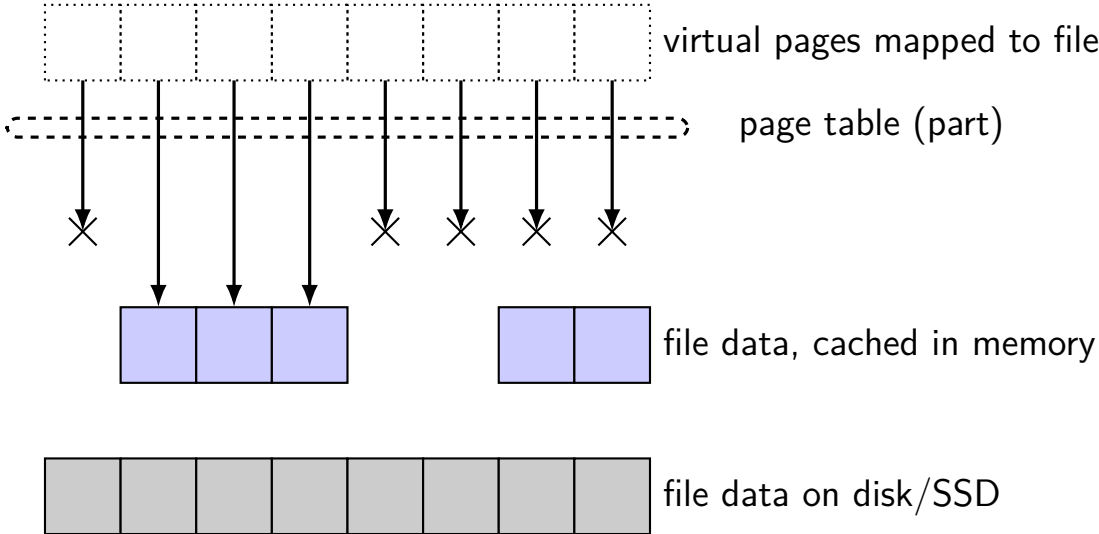 virtual pages mapped to file
page table (part)
file data, cached in memory
file data on disk/SSD